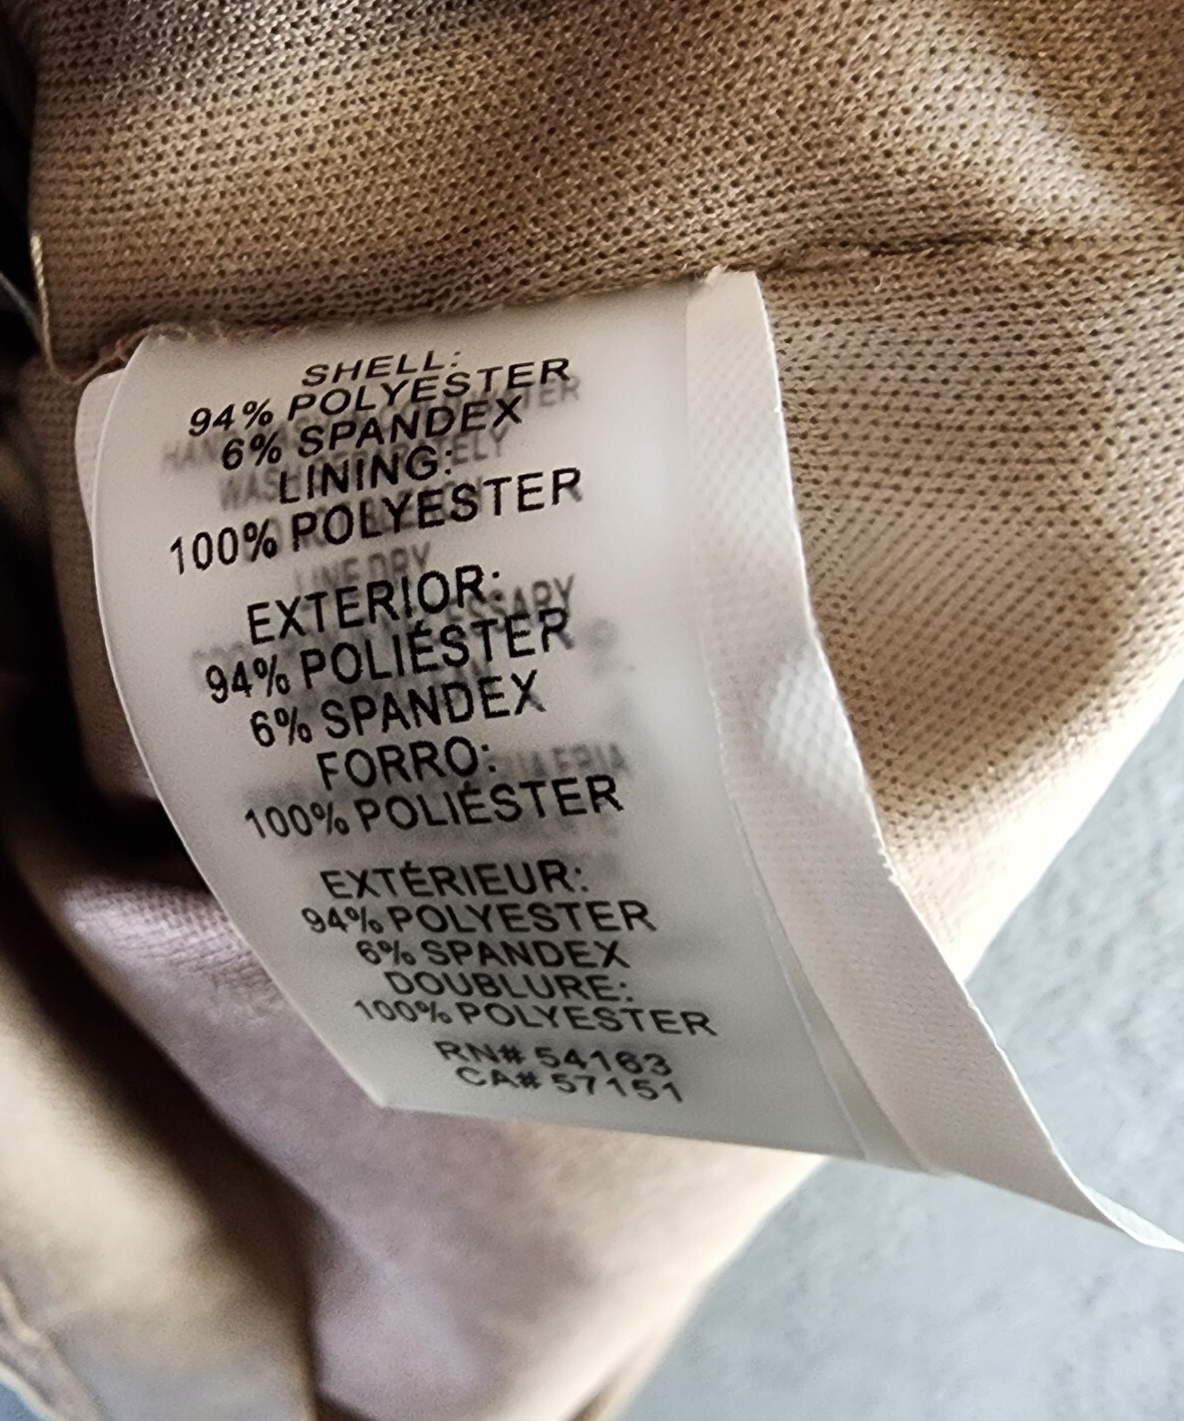 SHELL:
94% POLYESTER
6% SPANDEX
LINING:
100% POLYESTER
EXTERIOR:
94% POLIÉSTER
6% SPANDEX
FORRO:
100% POLIÉSTER
EXTÉRIEUR:
94% POLYESTER
6% SPANDEX
DOUBLURE:
100% POLYESTER
RN# 54163
CA# 57151